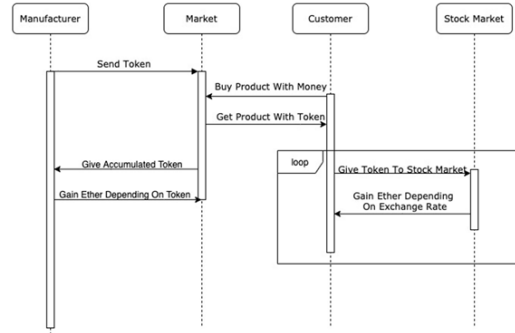 Manufacturer
Market
Customer
Stock Market
Send Token
Buy Product With Money
Get Product With Token
loop
Give Accumulated Token
Give Token To Stock Market
Gain Ether Depending On Token
Gain Ether Depending
On Exchange Rate